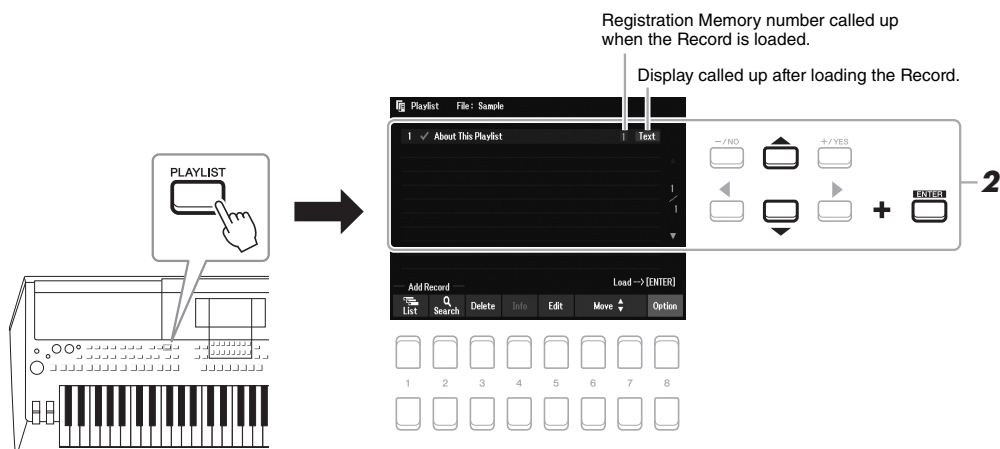 Registration Memory number called up
when the Record is loaded.
Display called up after loading the Record.
Playlist File: Sample
1 ✓ About This Playlist 1 Text
1
/
1
PLAYLIST
-/NO
+/YES
ENTER
+
2
Add Record
Load-->[ENTER]
List Search Delete Info Edit Move Option
1 2 3 4 5 6 7 8